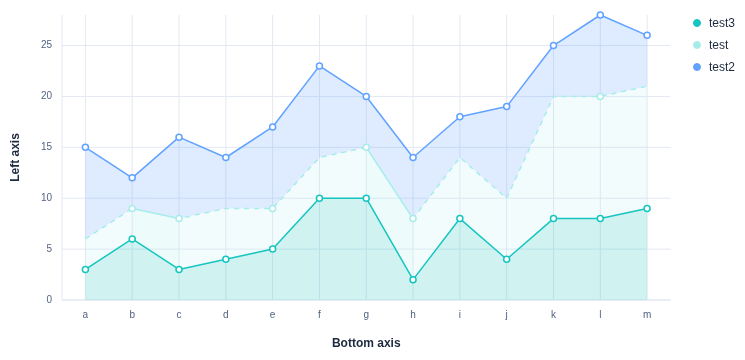 test3
test
test2
25
20
15
10
5
0
Left axis
a b c d e f g h i j k l m
Bottom axis